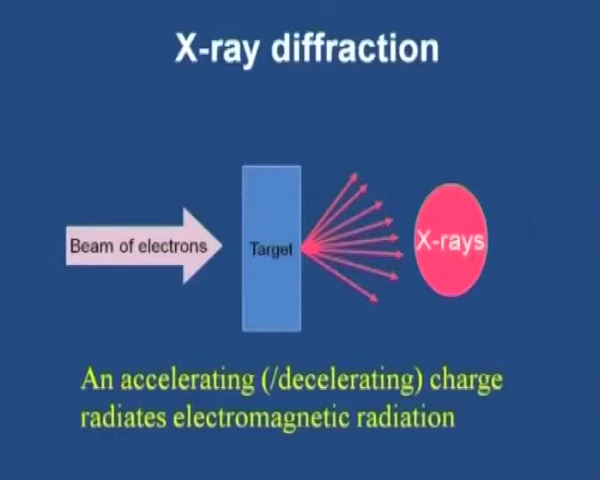 X-ray diffraction
Beam of electrons
Target
X-rays
An accelerating (/decelerating) charge
radiates electromagnetic radiation